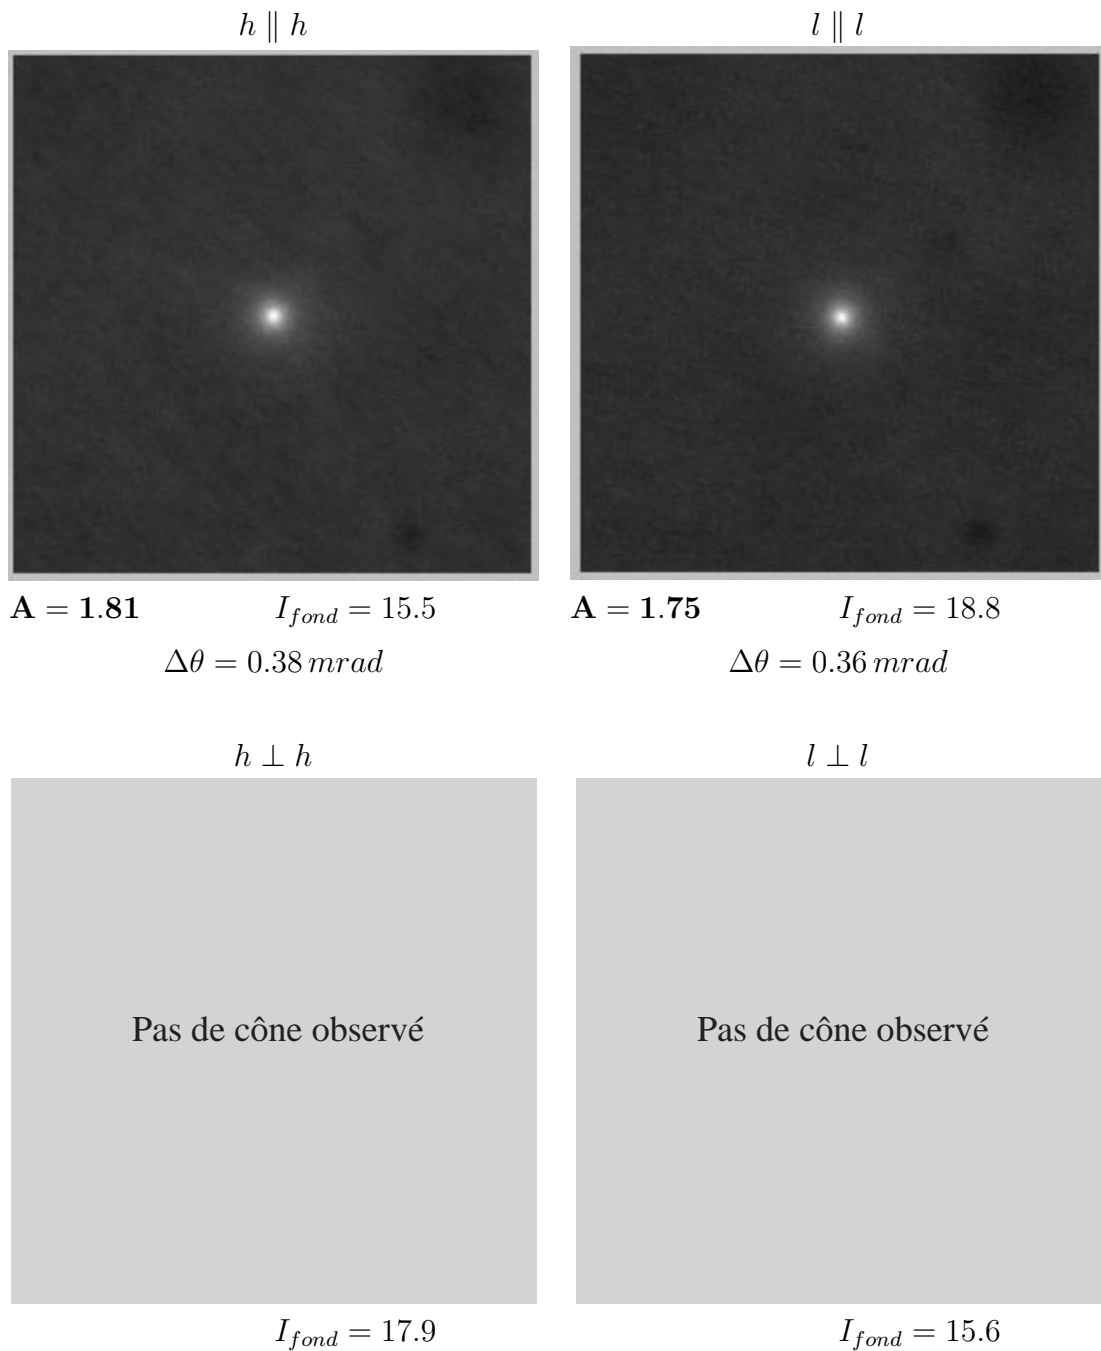 h ∥ h
l ∥ l
A = 1.81 I_fond = 15.5
A = 1.75 I_fond = 18.8
Δθ = 0.38 mrad
Δθ = 0.36 mrad
h ⊥ h
l ⊥ l
Pas de cône observé
Pas de cône observé
I_fond = 17.9
I_fond = 15.6